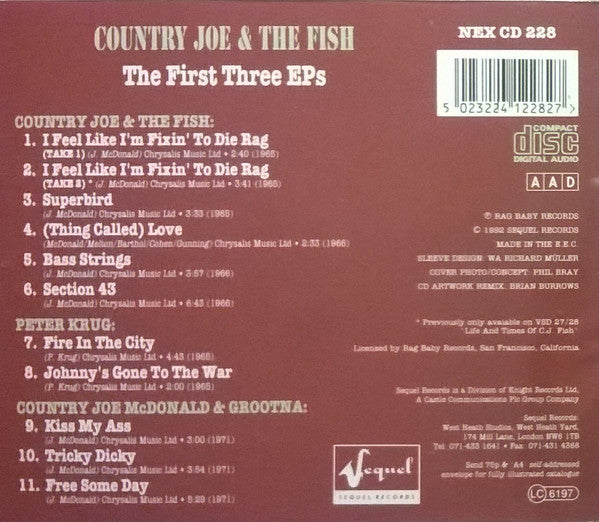 COUNTRY JOE & THE FISH
The First Three EPs
COUNTRY JOE & THE FISH:
1. I Feel Like I'm Fixin' To Die Rag
(TAKE 1) (J. McDonald) Chrysalis Music Ltd • 2:40 (1965)
2. I Feel Like I'm Fixin' To Die Rag
(TAKE 2) * (J. McDonald) Chrysalis Music Ltd • 3:41 (1965)
3. Superbird
(J. McDonald) Chrysalis Music Ltd • 3:33 (1965)
4. (Thing Called) Love
(McDonald/Melton/Barthol/Cohen/Gunning) Chrysalis Music Ltd • 2:33 (1966)
5. Bass Strings
(J. McDonald) Chrysalis Music Ltd • 3:57 (1966)
6. Section 43
(J. McDonald) Chrysalis Music Ltd • 6:43 (1966)
PETER KRUG:
7. Fire In The City
(P. Krug) Chrysalis Music Ltd • 4:43 (1965)
8. Johnny's Gone To The War
(P. Krug) Chrysalis Music Ltd • 2:00 (1965)
COUNTRY JOE McDONALD & GROOTNA:
9. Kiss My Ass
(J. McDonald) Chrysalis Music Ltd • 3:00 (1971)
10. Tricky Dicky
(J. McDonald) Chrysalis Music Ltd • 3:54 (1971)
11. Free Some Day
(J. McDonald) Chrysalis Music Ltd • 5:29 (1971)
NEX CD 228
5 023224 122827 >
COMPACT
disc
DIGITAL AUDIO
A A D
℗ RAG BABY RECORDS
© 1992 SEQUEL RECORDS
MADE IN THE E.E.C.
SLEEVE DESIGN: WA RICHARD MÜLLER
COVER PHOTO/CONCEPT: PHIL BRAY
CD ARTWORK REMIX: BRIAN BURROWS
* Previously only avaiable on VSD 27/28
'Life And Times Of C.J. Fish'
Licensed by Rag Baby Records, San Francisco, California
Sequel Records is a Division of Knight Records Ltd,
A Castle Communications Plc Group Company
Sequel Records:
West Heath Studios, West Heath Yard,
174 Mill Lane, London NW6 1TB
Tel: 071-433 1641 • Fax: 071-431 4368
Send 75p & A4 self-addressed
envelope for fully illustrated catalogue
Sequel
SEQUEL RECORDS
LC 6197